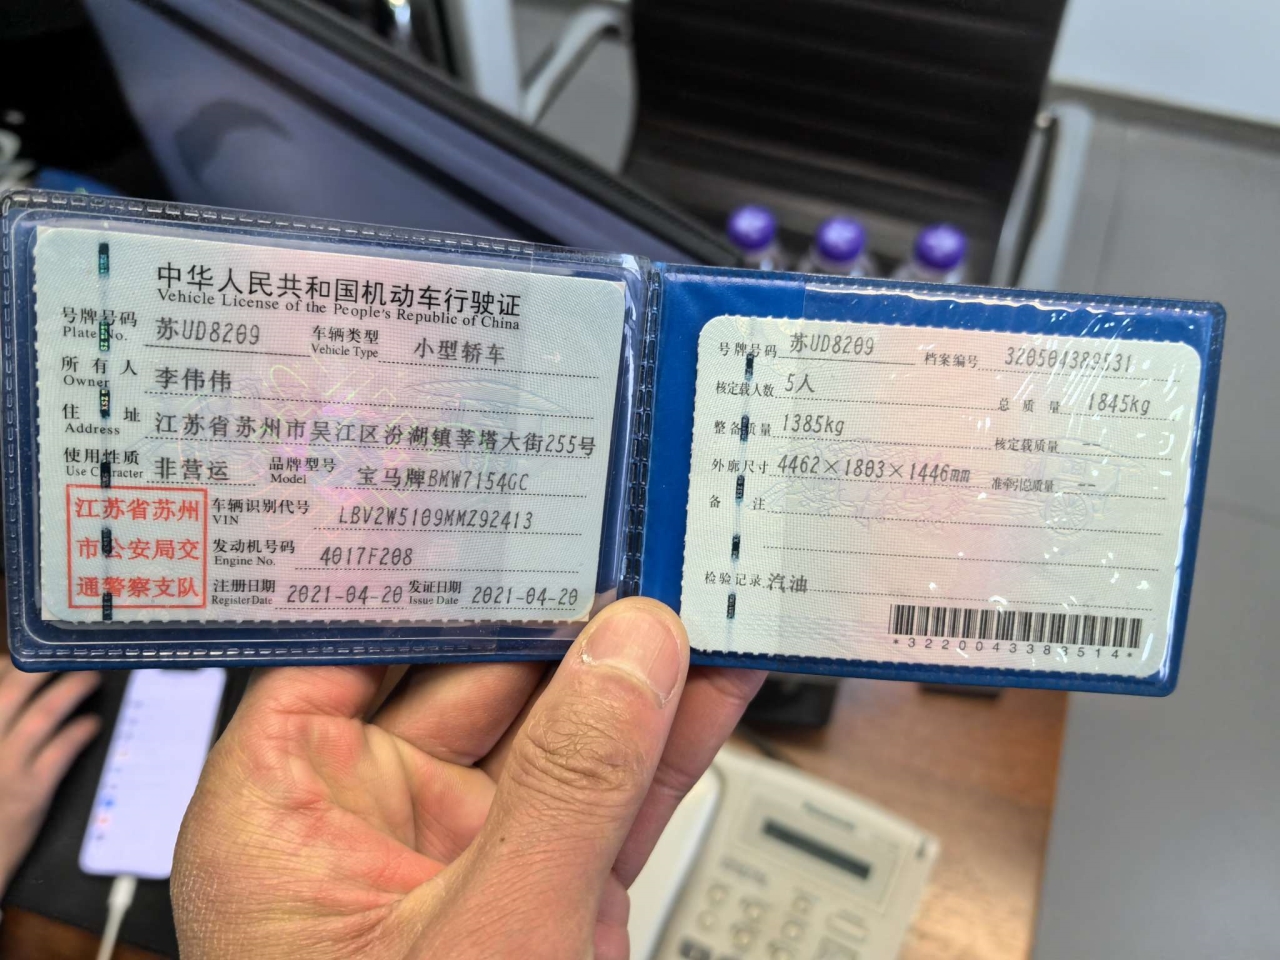 中华人民共和国机动车行驶证
Vehicle License of the People's Republic of China
号牌号码 苏UD8209 车辆类型 小型轿车
Plate No. Vehicle Type
所有人 李伟伟
Owner
住址 江苏省苏州市吴江区汾湖镇莘塔大街255号
Address
使用性质 非营运 品牌型号 宝马牌BMW7154GC
Use Character Model
江苏省苏州
市公安局交
通警察支队
车辆识别代号 LBV2W5109MMZ92413
VIN
发动机号码 4017F208
Engine No.
注册日期 2021-04-20 发证日期 2021-04-20
Register Date Issue Date
号牌号码 苏UD8209 档案编号 320504389531
核定载人数 5人 总质量 1845kg
整备质量 1385kg 核定载质量 --
外廓尺寸 4462×1803×1446mm 准牵引总质量 --
备注
检验记录 汽油
*3220043383514*